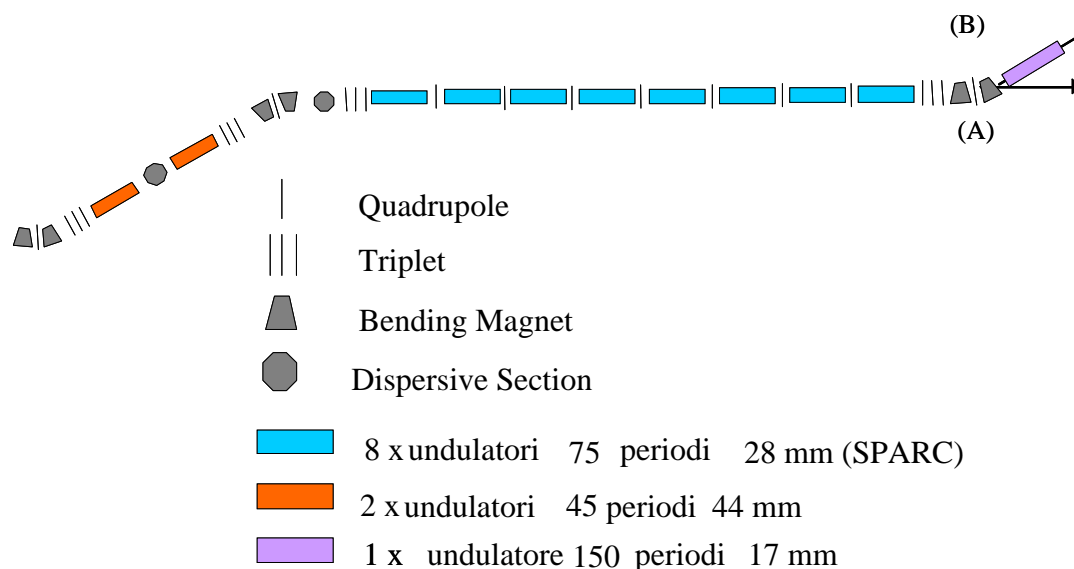 (B)
(A)
Quadrupole
Triplet
Bending Magnet
Dispersive Section
8 x undulatori 75 periodi 28 mm (SPARC)
2 x undulatori 45 periodi 44 mm
1 x undulatore 150 periodi 17 mm